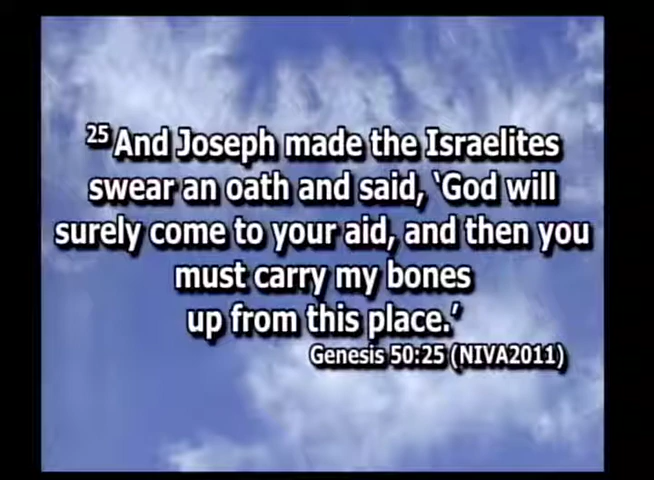 25 And Joseph made the Israelites
swear an oath and said, ‘God will
surely come to your aid, and then you
must carry my bones
up from this place.’
Genesis 50:25 (NIVA2011)